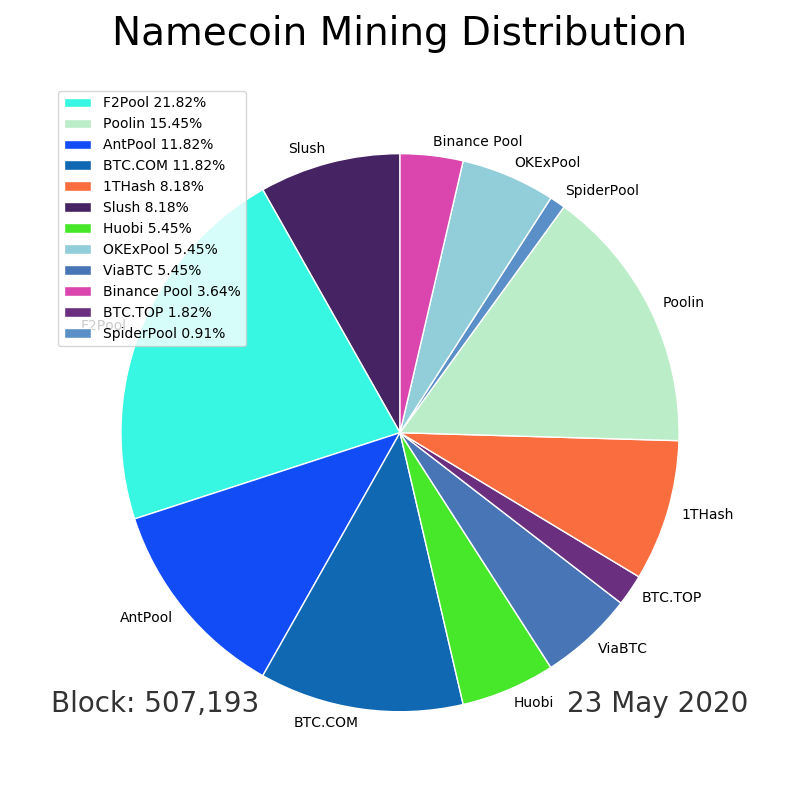 Namecoin Mining Distribution
F2Pool 21.82%
Poolin 15.45%
AntPool 11.82%
BTC.COM 11.82%
1THash 8.18%
Slush 8.18%
Huobi 5.45%
OKExPool 5.45%
ViaBTC 5.45%
Binance Pool 3.64%
BTC.TOP 1.82%
SpiderPool 0.91%
Binance Pool
Slush
OKExPool
SpiderPool
Poolin
F2Pool
1THash
BTC.TOP
AntPool
ViaBTC
Huobi
BTC.COM
Block: 507,193
23 May 2020